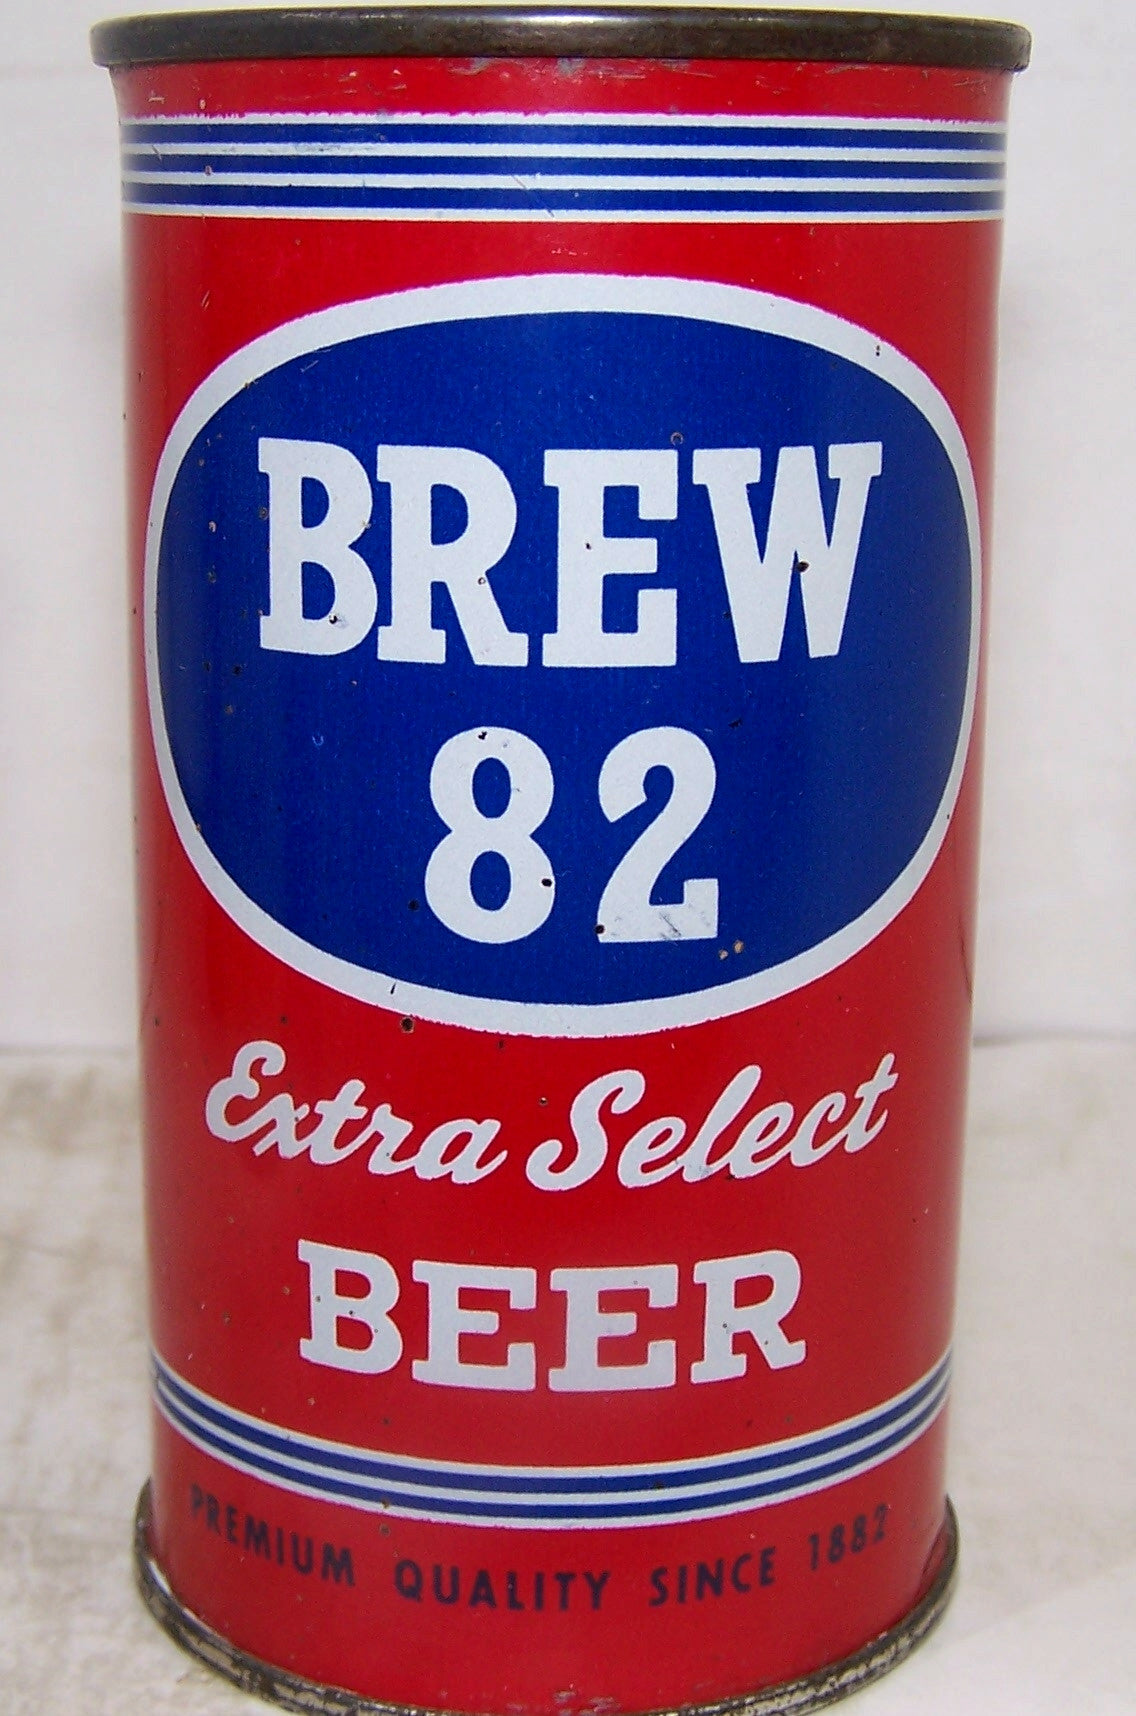 BREW
82
Extra Select
BEER
PREMIUM QUALITY SINCE 1882